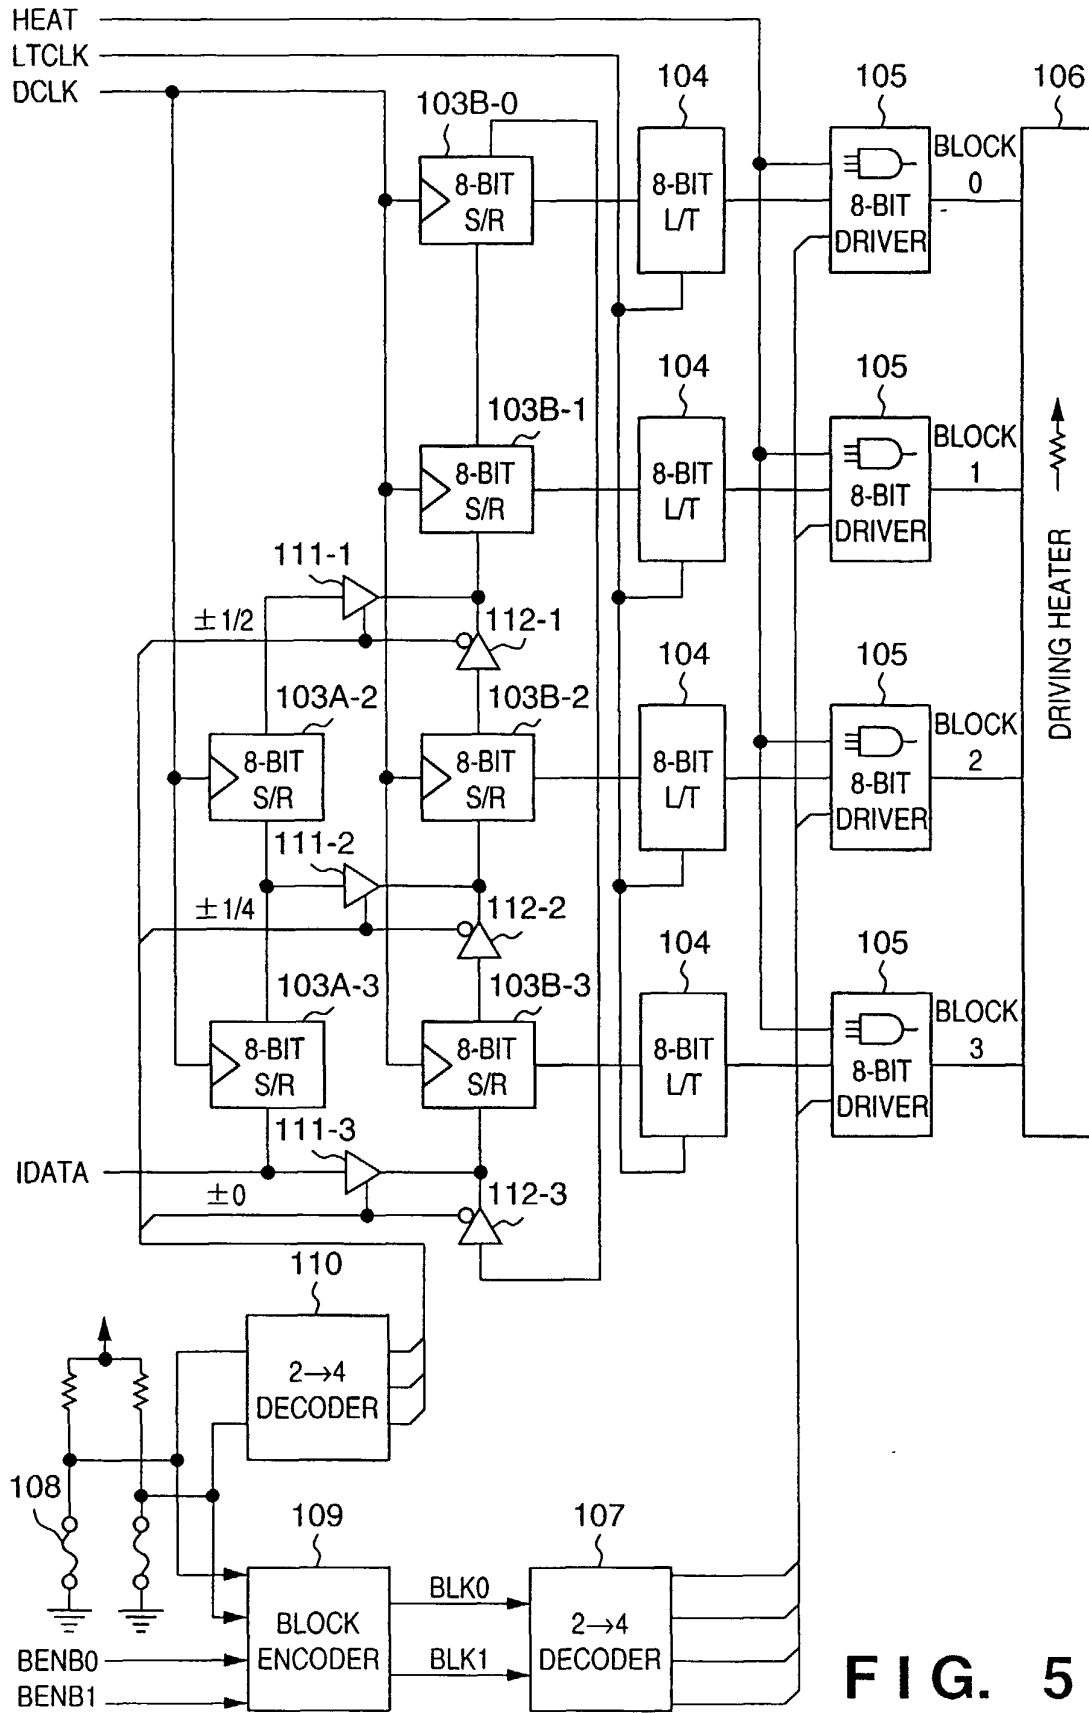 HEAT
LTCLK
DCLK
103B-0
104
105
106
8-BIT
S/R
8-BIT
L/T
8-BIT
DRIVER
BLOCK
0
103B-1
104
105
8-BIT
S/R
8-BIT
L/T
8-BIT
DRIVER
BLOCK
1
DRIVING HEATER
111-1
±1/2
112-1
103A-2
103B-2
104
105
8-BIT
S/R
8-BIT
S/R
8-BIT
L/T
8-BIT
DRIVER
BLOCK
2
111-2
±1/4
112-2
103A-3
103B-3
104
105
8-BIT
S/R
8-BIT
S/R
8-BIT
L/T
8-BIT
DRIVER
BLOCK
3
111-3
IDATA
±0
112-3
110
2→4
DECODER
108
109
107
BLOCK
ENCODER
BLK0
BLK1
2→4
DECODER
BENB0
BENB1
FIG. 5